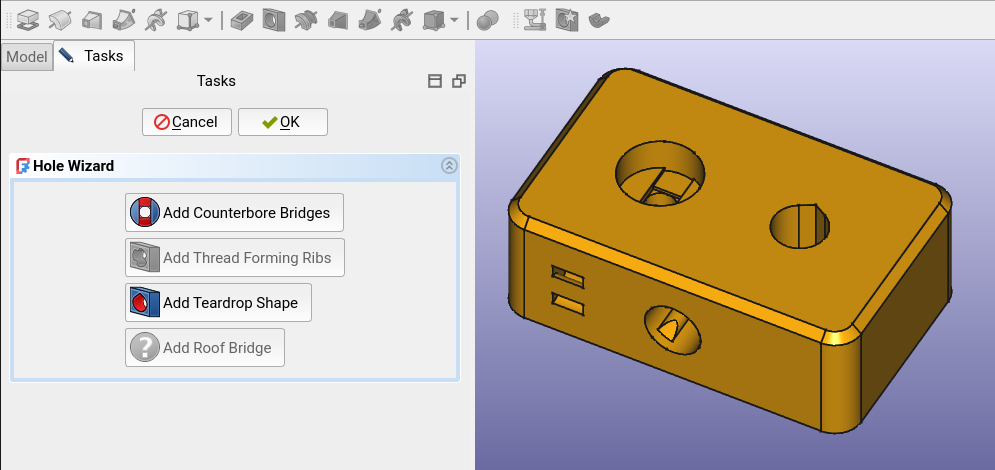 Model
Tasks
Tasks
Cancel
OK
Hole Wizard
Add Counterbore Bridges
Add Thread Forming Ribs
Add Teardrop Shape
? Add Roof Bridge